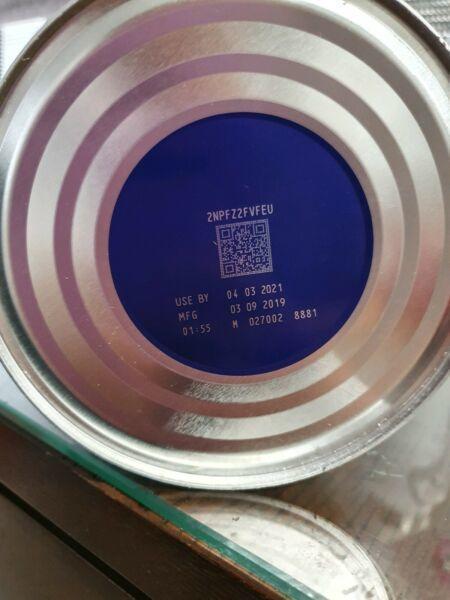 2NPFZ2FVFEU
USE BY 04 03 2021
MFG 03 09 2019
01:55 M 027002 8881